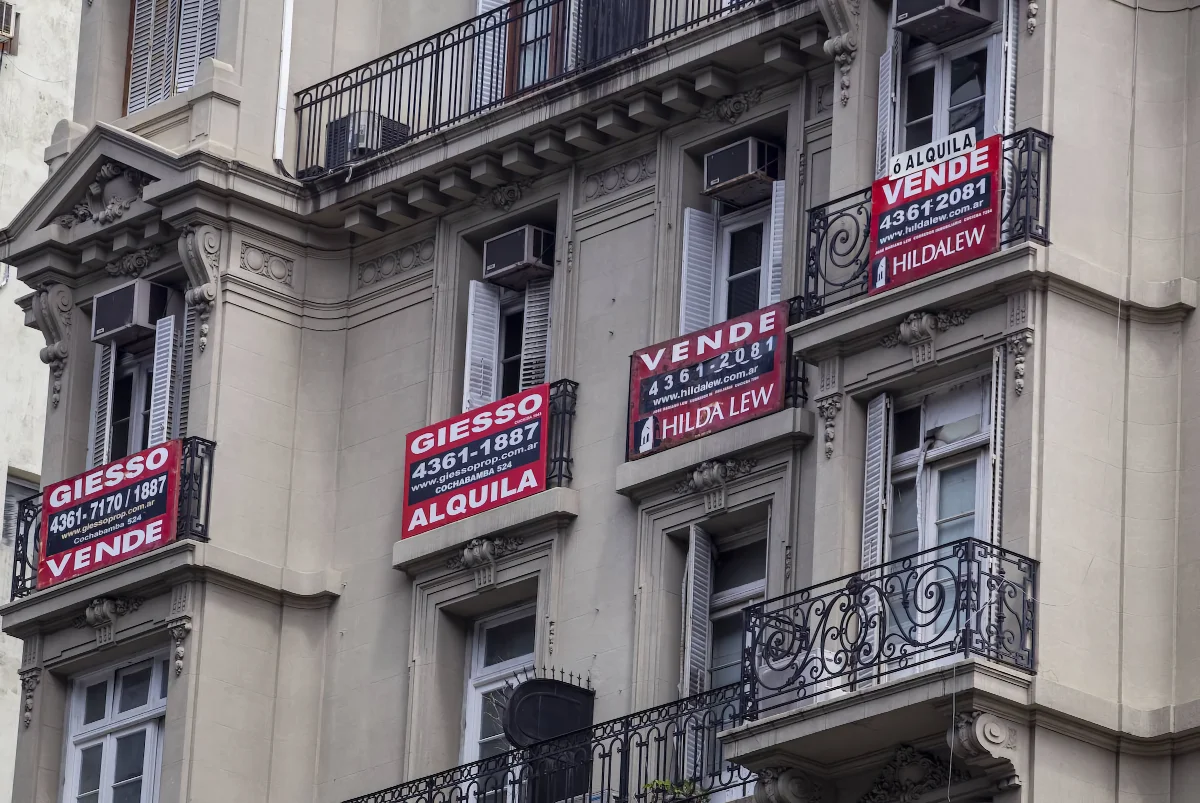 GIESSO
4361-7170 / 1887
www.giessoprop.com.ar
Cochabamba 524
VENDE
GIESSO
4361-1887
www.giessoprop.com.ar
COCHABAMBA 524
ALQUILA
VENDE
4361-2081
www.hildalew.com.ar
HILDA LEW
ó ALQUILA
VENDE
4361-2081
www.hildalew.com.ar
HILDALEW